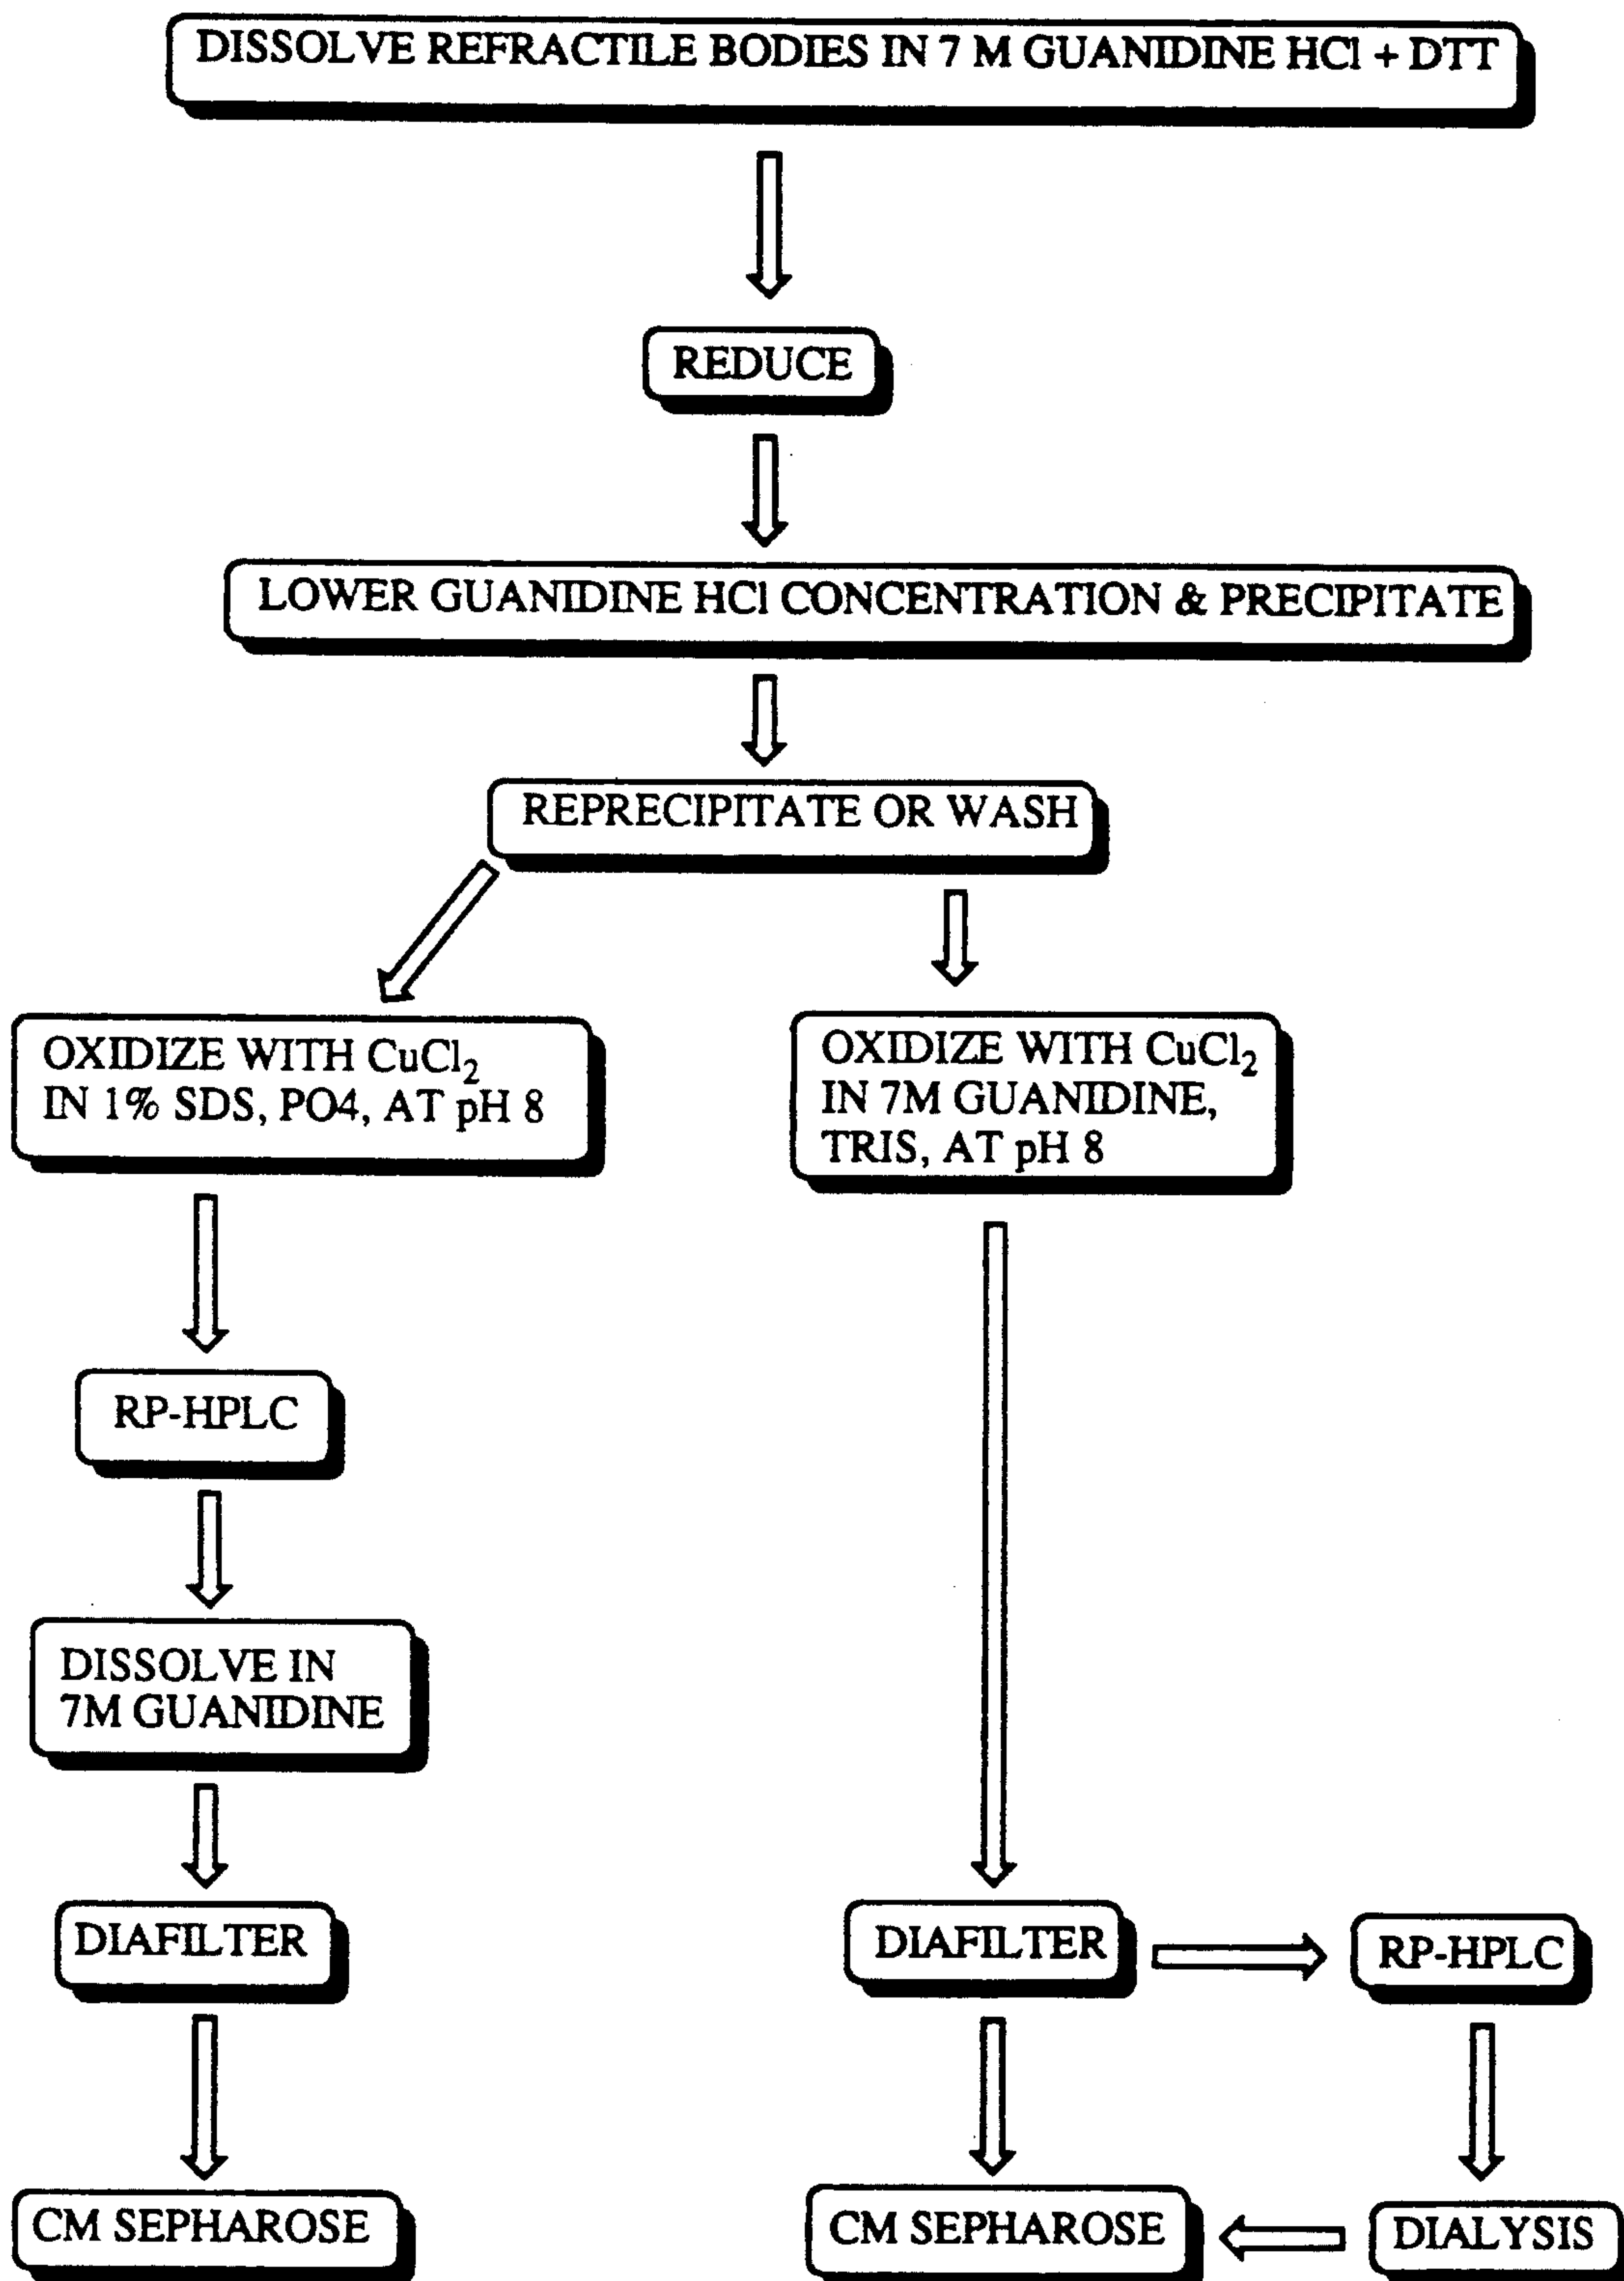 DISSOLVE REFRACTILE BODIES IN 7 M GUANIDINE HCl + DTT
REDUCE
LOWER GUANIDINE HCl CONCENTRATION & PRECIPITATE
REPRECIPITATE OR WASH
OXIDIZE WITH CuCl₂
IN 1% SDS, PO4, AT pH 8
RP-HPLC
DISSOLVE IN
7M GUANIDINE
DIAFILTER
CM SEPHAROSE
OXIDIZE WITH CuCl₂
IN 7M GUANIDINE,
TRIS, AT pH 8
DIAFILTER
RP-HPLC
CM SEPHAROSE
DIALYSIS